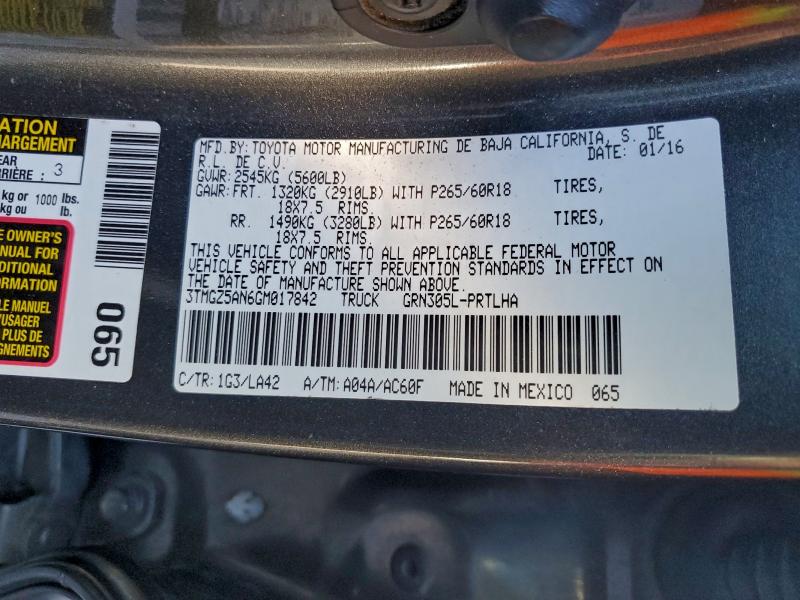 ATION
HARGEMENT
EAR
RRIÈRE : 3
kg or 1000 lbs.
kg ou lb.
E OWNER'S
ANUAL FOR
DDITIONAL
ORMATION
LE MANUEL
'USAGER
PLUS DE
GNEMENTS
065
MFD.BY: TOYOTA MOTOR MANUFACTURING DE BAJA CALIFORNIA, S. DE
R.L. DE C.V. DATE: 01/16
GVWR:2545KG (5600LB)
GAWR:FRT. 1320KG (2910LB) WITH P265/60R18 TIRES,
18X7.5 RIMS.
RR. 1490KG (3280LB) WITH P265/60R18 TIRES,
18X7.5 RIMS.
THIS VEHICLE CONFORMS TO ALL APPLICABLE FEDERAL MOTOR
VEHICLE SAFETY AND THEFT PREVENTION STANDARDS IN EFFECT ON
THE DATE OF MANUFACTURE SHOWN ABOVE.
3TMGZ5AN6GM017842 TRUCK GRN305L-PRTLHA
C/TR:1G3/LA42 A/TM:A04A/AC60F MADE IN MEXICO 065